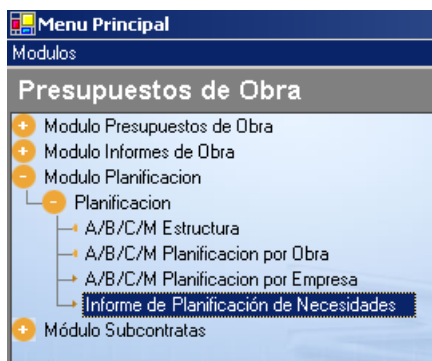 Menu Principal
Modulos
Presupuestos de Obra
Modulo Presupuestos de Obra
Modulo Informes de Obra
Modulo Planificacion
Planificacion
A/B/C/M Estructura
A/B/C/M Planificacion por Obra
A/B/C/M Planificacion por Empresa
Informe de Planificación de Necesidades
Módulo Subcontratas